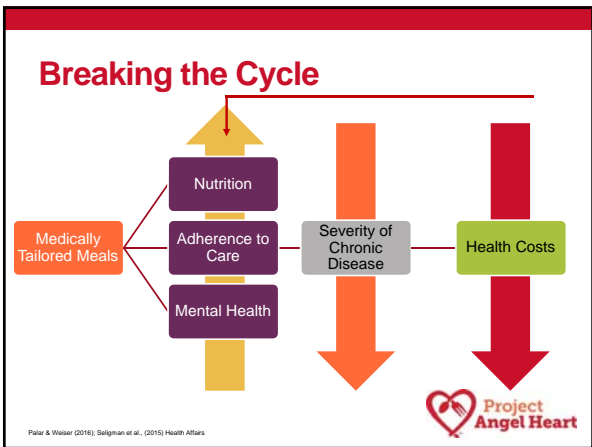 Breaking the Cycle
Nutrition
Medically
Tailored Meals
Adherence to
Care
Mental Health
Severity of
Chronic
Disease
Health Costs
Palar & Weiser (2016); Seligman et al., (2015) Health Affairs
Project
Angel Heart